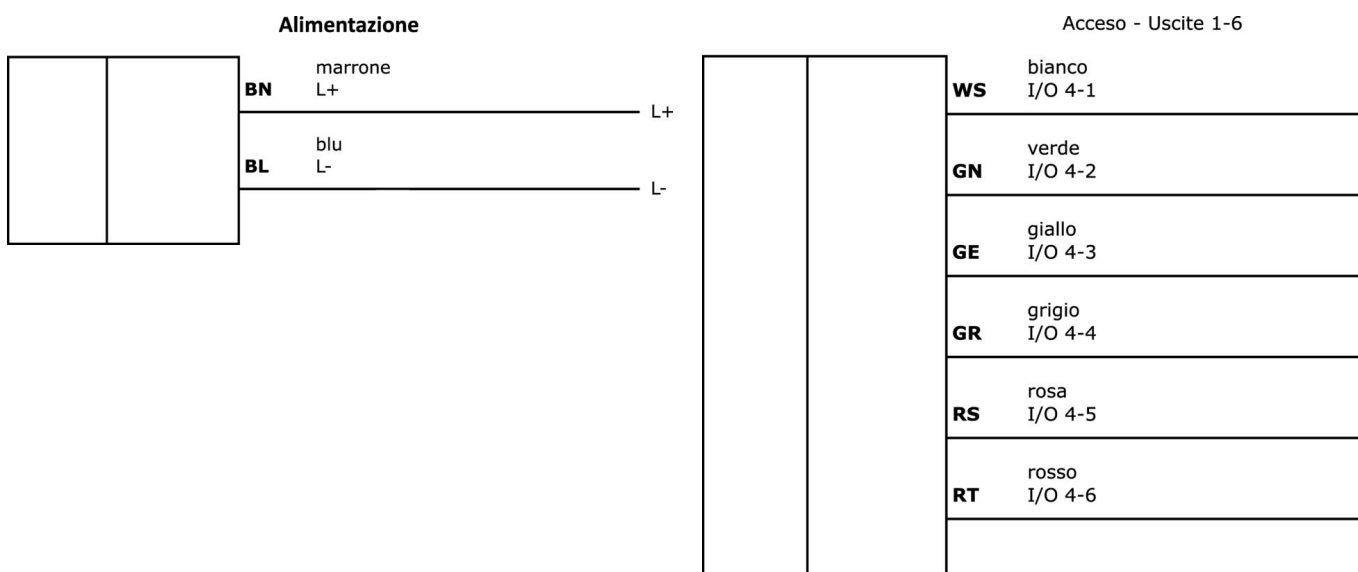 Alimentazione
marrone
BN L+
L+
blu
BL L-
L-
Acceso - Uscite 1-6
bianco
WS I/O 4-1
verde
GN I/O 4-2
giallo
GE I/O 4-3
grigio
GR I/O 4-4
rosa
RS I/O 4-5
rosso
RT I/O 4-6